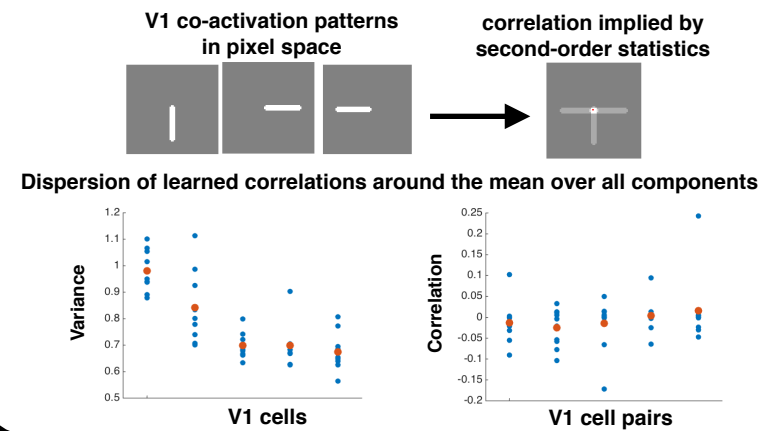 V1 co-activation patterns
in pixel space
correlation implied by
second-order statistics
Dispersion of learned correlations around the mean over all components
Variance
1.2
1.1
1
0.9
0.8
0.7
0.6
0.5
V1 cells
Correlation
0.25
0.2
0.15
0.1
0.05
0
-0.05
-0.1
-0.15
-0.2
V1 cell pairs